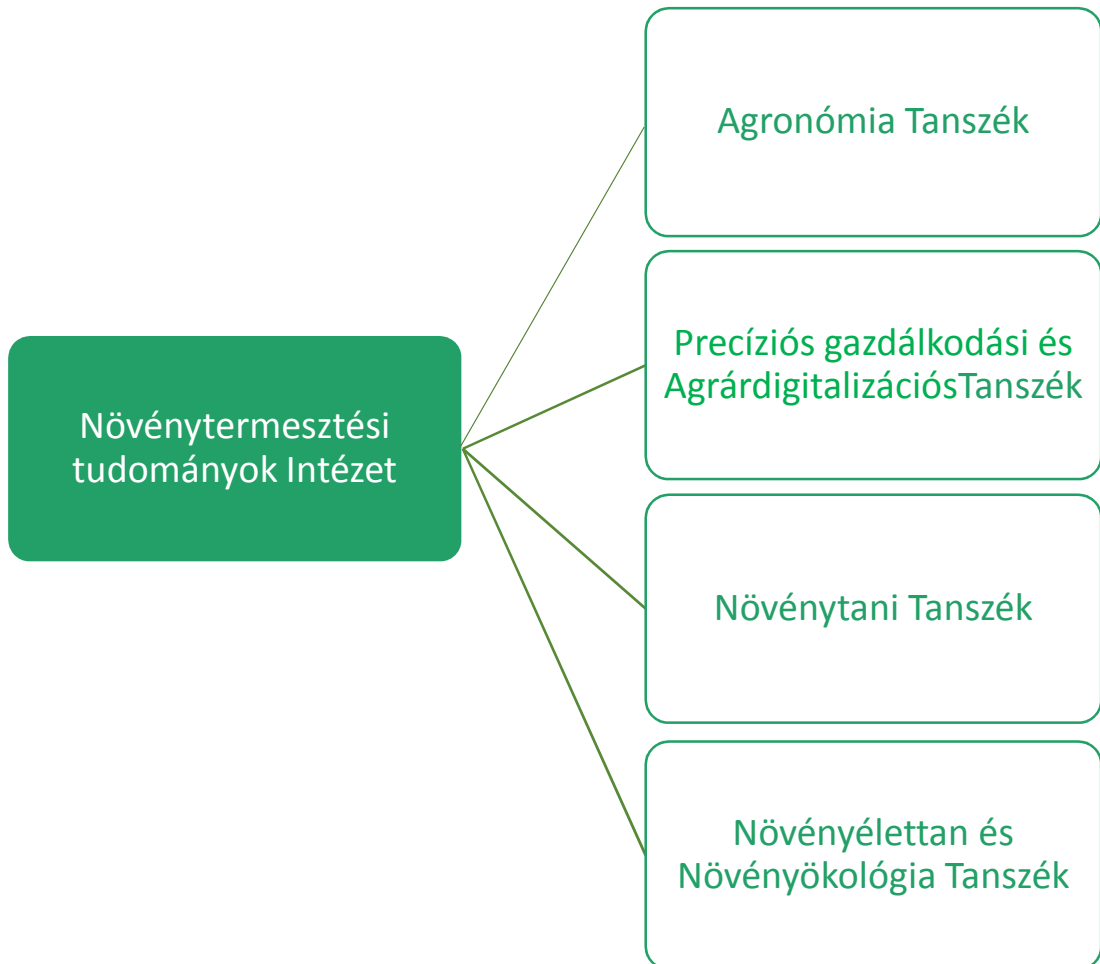 Agronómia Tanszék
Precíziós gazdálkodási és
AgrárdigitalizációsTanszék
Növénytermesztési
tudományok Intézet
Növénytani Tanszék
Növényélettan és
Növényökológia Tanszék